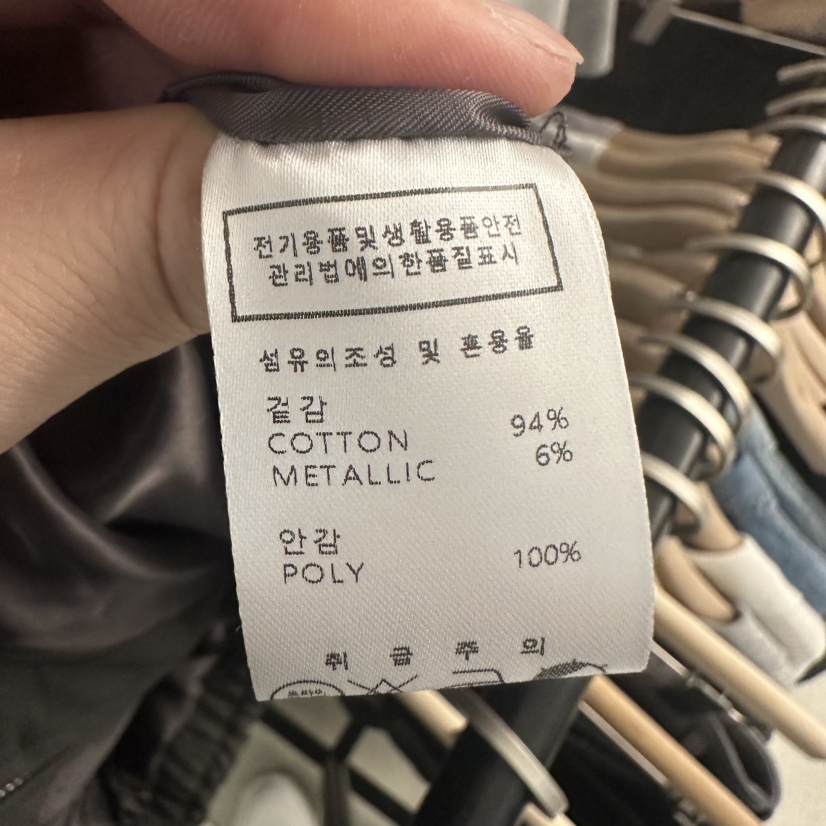 전기용품및생활용품안전
관리법에의한품질표시
섬유의조성 및 혼용율
겉감
COTTON 94%
METALLIC 6%
안감
POLY 100%
취 급 주 의